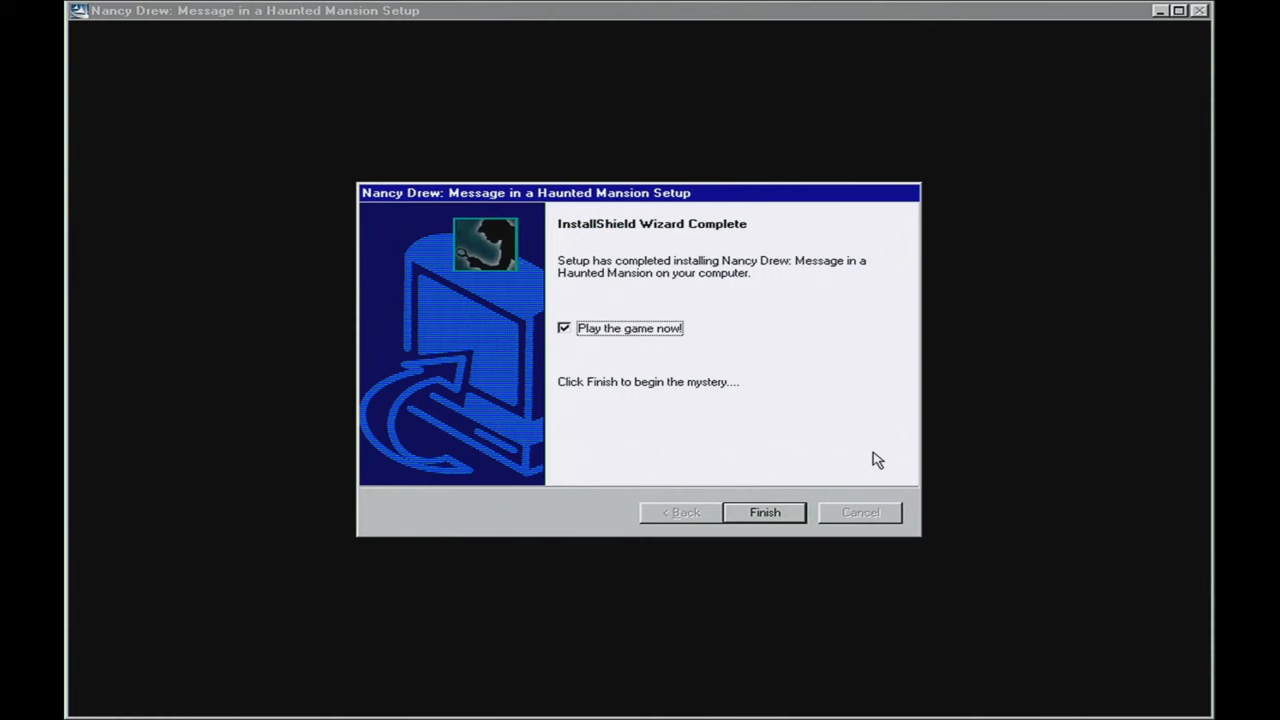 Nancy Drew: Message in a Haunted Mansion Setup
Nancy Drew: Message in a Haunted Mansion Setup
InstallShield Wizard Complete
Setup has completed installing Nancy Drew: Message in a
Haunted Mansion on your computer.
Play the game now!
Click Finish to begin the mystery....
< Back
Finish
Cancel